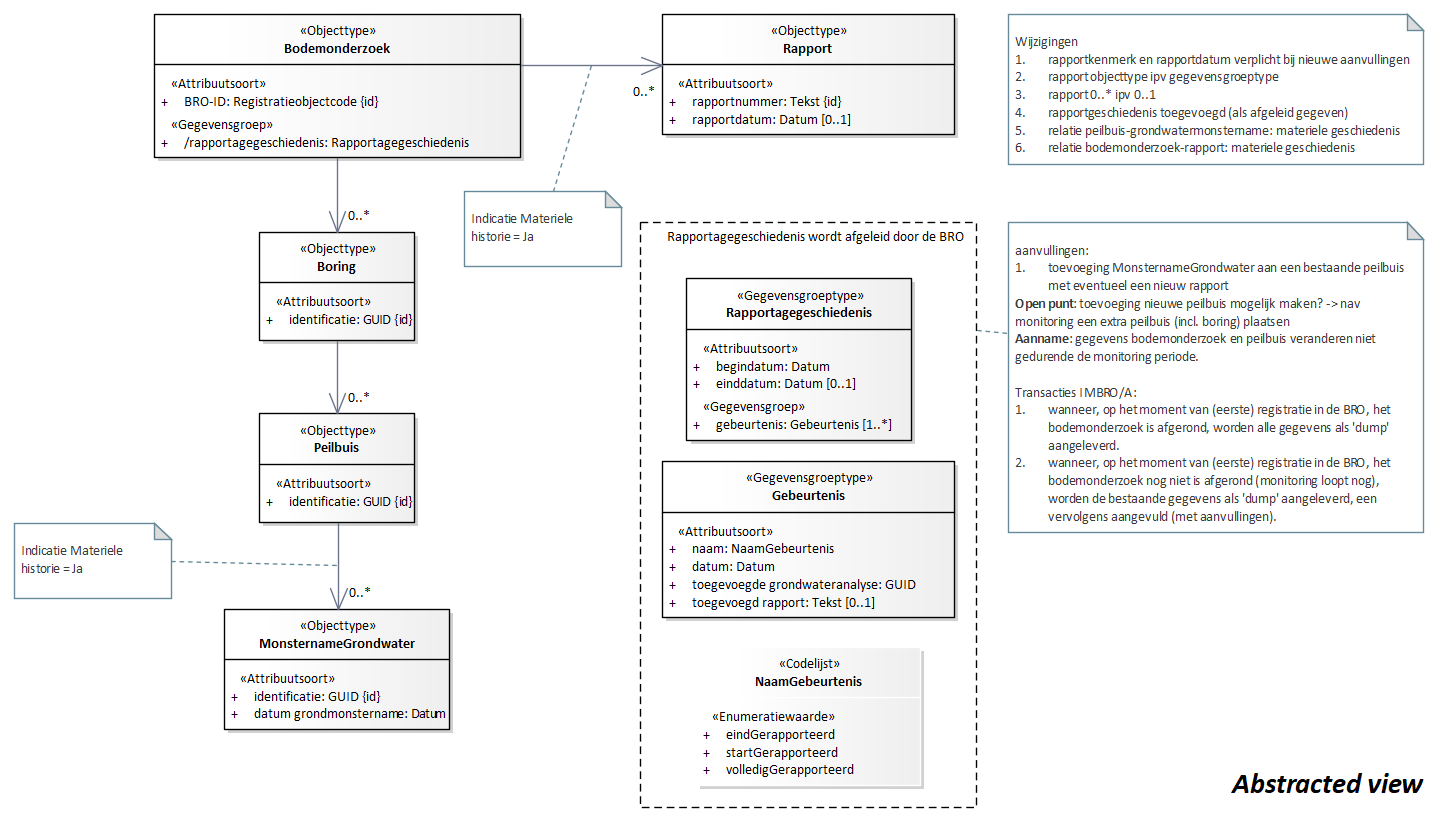 «Objecttype»
Bodemonderzoek
«Attribuutsoort»
+ BRO-ID: Registratieobjectcode {id}
«Gegevensgroep»
+ /rapportagegeschiedenis: Rapportagegeschiedenis
0..*
«Objecttype»
Rapport
«Attribuutsoort»
+ rapportnummer: Tekst {id}
+ rapportdatum: Datum [0..1]
Wijzigingen
1. rapportkenmerk en rapportdatum verplicht bij nieuwe aanvullingen
2. rapport objecttype ipv gegevensgroeptype
3. rapport 0..* ipv 0..1
4. rapportgeschiedenis toegevoegd (als afgeleid gegeven)
5. relatie peilbuis-grondwatermonstername: materiele geschiedenis
6. relatie bodemonderzoek-rapport: materiele geschiedenis
0..*
Indicatie Materiele
historie = Ja
«Objecttype»
Boring
«Attribuutsoort»
+ identificatie: GUID {id}
0..*
«Objecttype»
Peilbuis
«Attribuutsoort»
+ identificatie: GUID {id}
Indicatie Materiele
historie = Ja
0..*
«Objecttype»
MonsternameGrondwater
«Attribuutsoort»
+ identificatie: GUID {id}
+ datum grondmonstername: Datum
Rapportagegeschiedenis wordt afgeleid door de BRO
«Gegevensgroeptype»
Rapportagegeschiedenis
«Attribuutsoort»
+ begindatum: Datum
+ einddatum: Datum [0..1]
«Gegevensgroep»
+ gebeurtenis: Gebeurtenis [1..*]
«Gegevensgroeptype»
Gebeurtenis
«Attribuutsoort»
+ naam: NaamGebeurtenis
+ datum: Datum
+ toegevoegde grondwateranalyse: GUID
+ toegevoegd rapport: Tekst [0..1]
«Codelijst»
NaamGebeurtenis
«Enumeratiewaarde»
+ eindGerapporteerd
+ startGerapporteerd
+ volledigGerapporteerd
aanvullingen:
1. toevoeging MonsternameGrondwater aan een bestaande peilbuis
met eventueel een nieuw rapport
Open punt: toevoeging nieuwe peilbuis mogelijk maken? -> nav
monitoring een extra peilbuis (incl. boring) plaatsen
Aanname: gegevens bodemonderzoek en peilbuis veranderen niet
gedurende de monitoring periode.
Transacties IMBRO/A:
1. wanneer, op het moment van (eerste) registratie in de BRO, het
bodemonderzoek is afgerond, worden alle gegevens als 'dump'
aangeleverd.
2. wanneer, op het moment van (eerste) registratie in de BRO, het
bodemonderzoek nog niet is afgerond (monitoring loopt nog),
worden de bestaande gegevens als 'dump' aangeleverd, een
vervolgens aangevuld (met aanvullingen).
Abstracted view